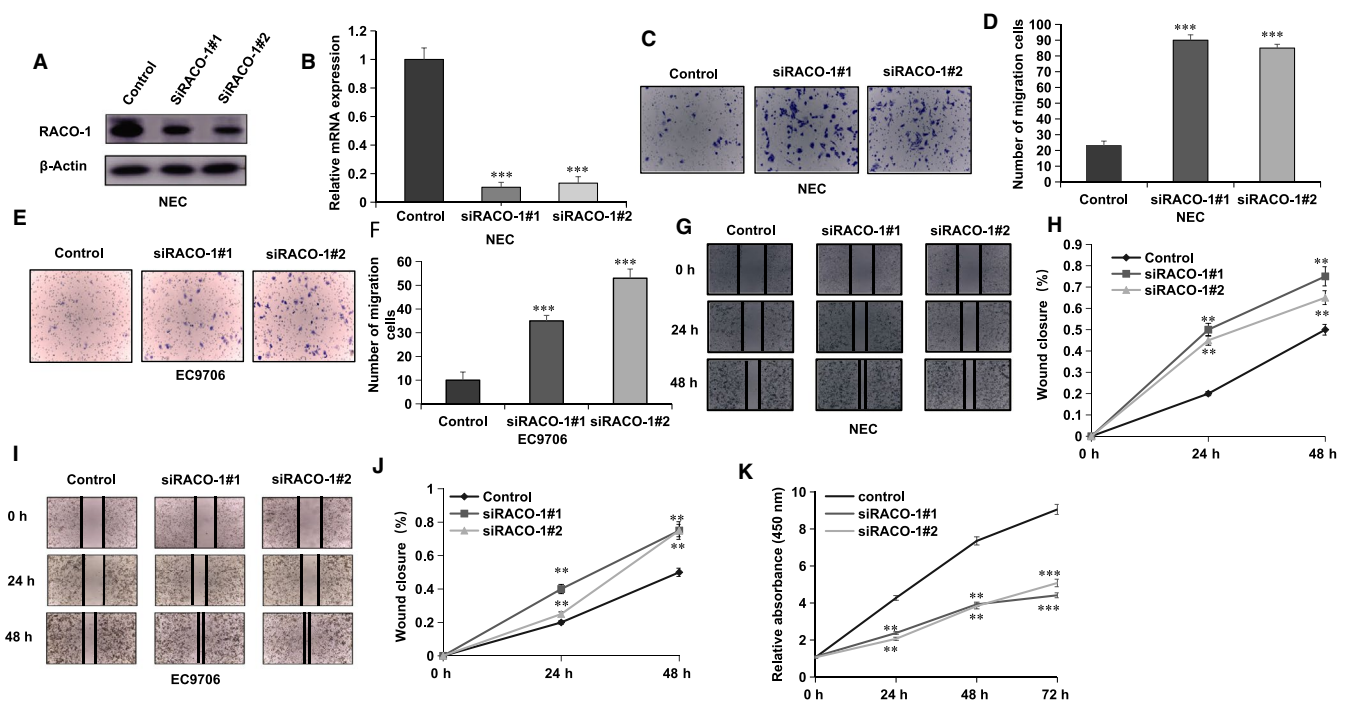 A
Control
SiRACO-1#1
SiRACO-1#2
RACO-1
β-Actin
NEC
B
Relative mRNA expression
1.2
1
0.8
0.6
0.4
0.2
0
***
***
Control
siRACO-1#1
siRACO-1#2
NEC
C
Control
siRACO-1#1
siRACO-1#2
NEC
D
Number of migration cells
100
90
80
70
60
50
40
30
20
10
0
***
***
Control
siRACO-1#1
siRACO-1#2
NEC
E
Control
siRACO-1#1
siRACO-1#2
EC9706
F
Number of migration
cells
60
50
40
30
20
10
0
***
***
Control
siRACO-1#1
siRACO-1#2
EC9706
G
Control
siRACO-1#1
siRACO-1#2
0 h
24 h
48 h
NEC
H
Wound closure (%)
0.9
0.8
0.7
0.6
0.5
0.4
0.3
0.2
0.1
0
Control
siRACO-1#1
siRACO-1#2
**
**
**
**
0 h
24 h
48 h
I
Control
siRACO-1#1
siRACO-1#2
0 h
24 h
48 h
EC9706
J
Wound closure (%)
1
0.8
0.6
0.4
0.2
0
Control
siRACO-1#1
siRACO-1#2
**
**
**
**
0 h
24 h
48 h
K
Relative absorbance (450 nm)
10
8
6
4
2
0
control
siRACO-1#1
siRACO-1#2
**
**
**
**
***
***
0 h
24 h
48 h
72 h